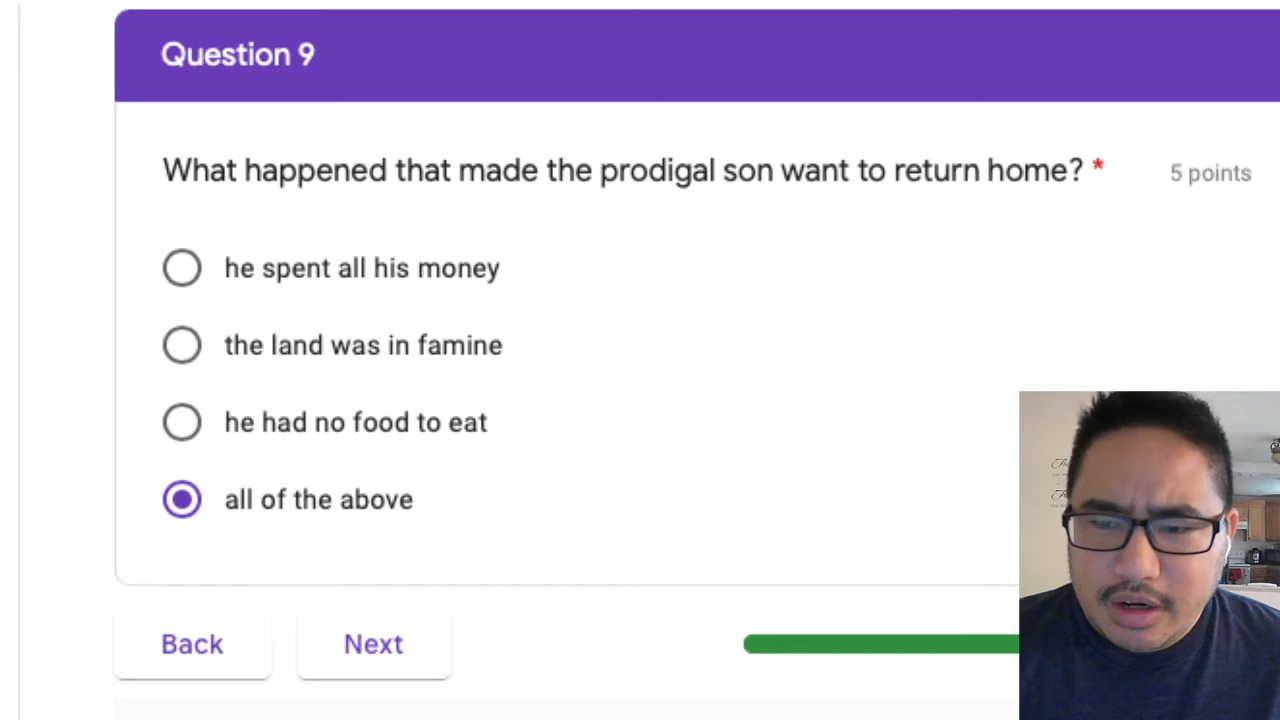 Question 9
What happened that made the prodigal son want to return home? *
5 points
he spent all his money
the land was in famine
he had no food to eat
all of the above
Back
Next